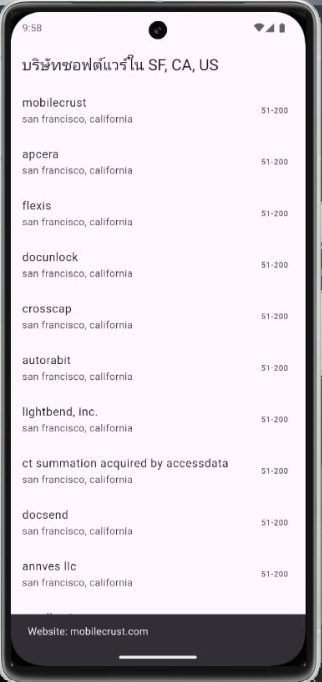 9:58
บริษัทซอฟต์แวร์ใน SF, CA, US
mobilecrust
51-200
san francisco, california
apcera
51-200
san francisco, california
flexis
51-200
san francisco, california
docunlock
51-200
san francisco, california
crosscap
51-200
san francisco, california
autorabit
51-200
san francisco, california
lightbend, inc.
51-200
san francisco, california
ct summation acquired by accessdata
51-200
san francisco, california
docsend
51-200
san francisco, california
annves llc
51-200
san francisco, california
Website: mobilecrust.com